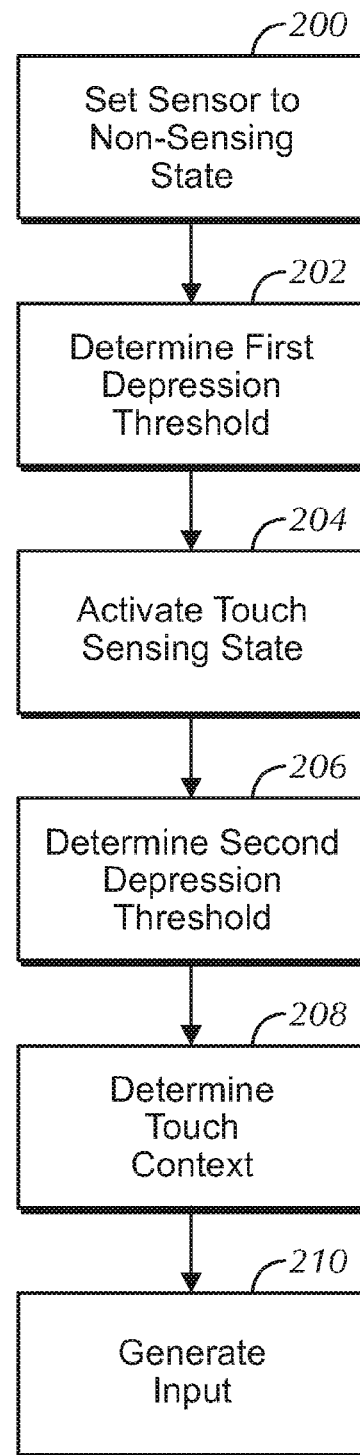 200
Set Sensor to
Non-Sensing
State
202
Determine First
Depression
Threshold
204
Activate Touch
Sensing State
206
Determine Second
Depression
Threshold
208
Determine
Touch
Context
210
Generate
Input